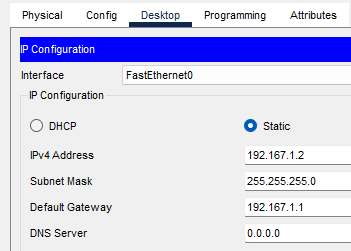 Physical Config Desktop Programming Attributes
IP Configuration
Interface FastEthernet0
IP Configuration
DHCP Static
IPv4 Address 192.167.1.2
Subnet Mask 255.255.255.0
Default Gateway 192.167.1.1
DNS Server 0.0.0.0